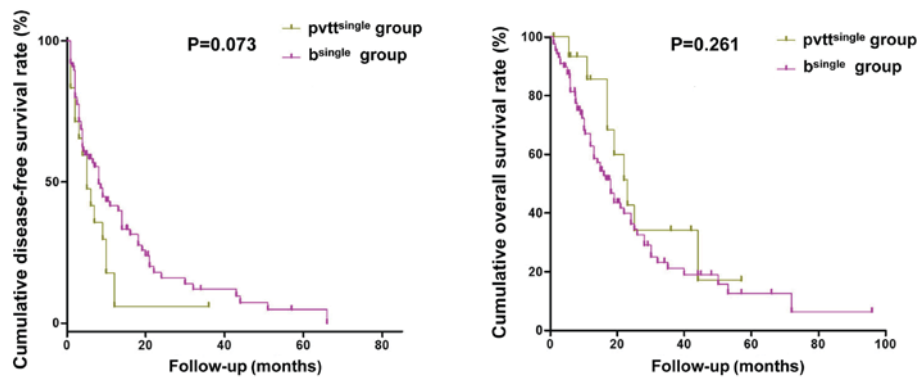 Cumulative disease-free survival rate (%)
100
50
0
0
20
40
60
80
Follow-up (months)
P=0.073
pvttsingle group
bsingle group
Cumulative overall survival rate (%)
100
80
60
40
20
0
0
20
40
60
80
100
Follow-up (months)
P=0.261
pvttsingle group
bsingle group